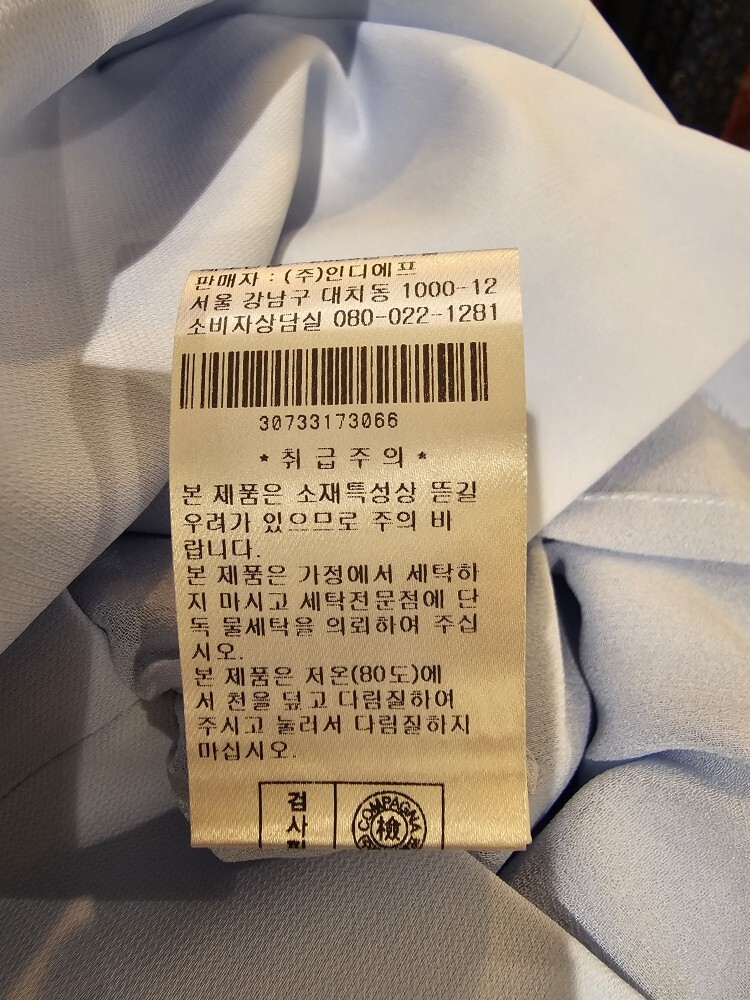 판매자 : (주)인디에프
서울 강남구 대치동 1000-12
소비자상담실 080-022-1281
30733173066
* 취 급 주 의 *
본 제품은 소재특성상 뜯길
우려가 있으므로 주의 바
랍니다.
본 제품은 가정에서 세탁하
지 마시고 세탁전문점에 단
독 물세탁을 의뢰하여 주십
시오.
본 제품은 저온(80도)에
서 천을 덮고 다림질하여
주시고 눌러서 다림질하지
마십시오.
검사
COMPAGNA
檢